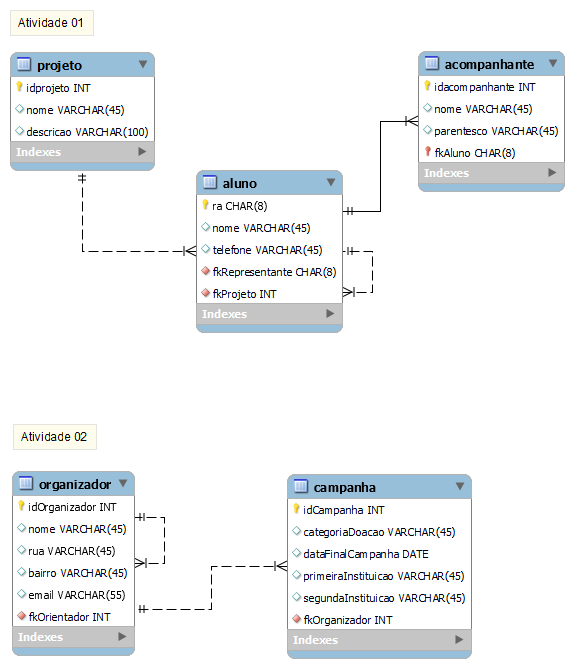 Atividade 01
projeto
idprojeto INT
nome VARCHAR(45)
descricao VARCHAR(100)
Indexes
acompanhante
idacompanhante INT
nome VARCHAR(45)
parentesco VARCHAR(45)
fkAluno CHAR(8)
Indexes
aluno
ra CHAR(8)
nome VARCHAR(45)
telefone VARCHAR(45)
fkRepresentante CHAR(8)
fkProjeto INT
Indexes
Atividade 02
organizador
idOrganizador INT
nome VARCHAR(45)
rua VARCHAR(45)
bairro VARCHAR(45)
email VARCHAR(55)
fkOrientador INT
Indexes
campanha
idCampanha INT
categoriaDoacao VARCHAR(45)
dataFinalCampanha DATE
primeiraInstituicao VARCHAR(45)
segundaInstituicao VARCHAR(45)
fkOrganizador INT
Indexes